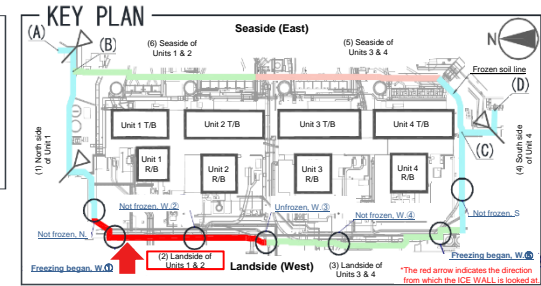 KEY PLAN
Seaside (East)
N
(A)
(B)
(6) Seaside of
Units 1 & 2
(5) Seaside of
Units 3 & 4
Frozen soil line
(D)
Unit 1 T/B
Unit 2 T/B
Unit 3 T/B
Unit 4 T/B
(1) North side
of Unit 1
(C)
(4) South side
of Unit 4
Unit 1
R/B
Unit 2
R/B
Unit 3
R/B
Unit 4
R/B
Not frozen, W.②
Unfrozen, W.③
Not frozen, W.④
Not frozen, S
Not frozen, N.
Freezing began, W.①
(2) Landside of
Units 1 & 2
Landside (West)
(3) Landside of
Units 3 & 4
Freezing began, W.⑤
*The red arrow indicates the direction
from which the ICE WALL is looked at.